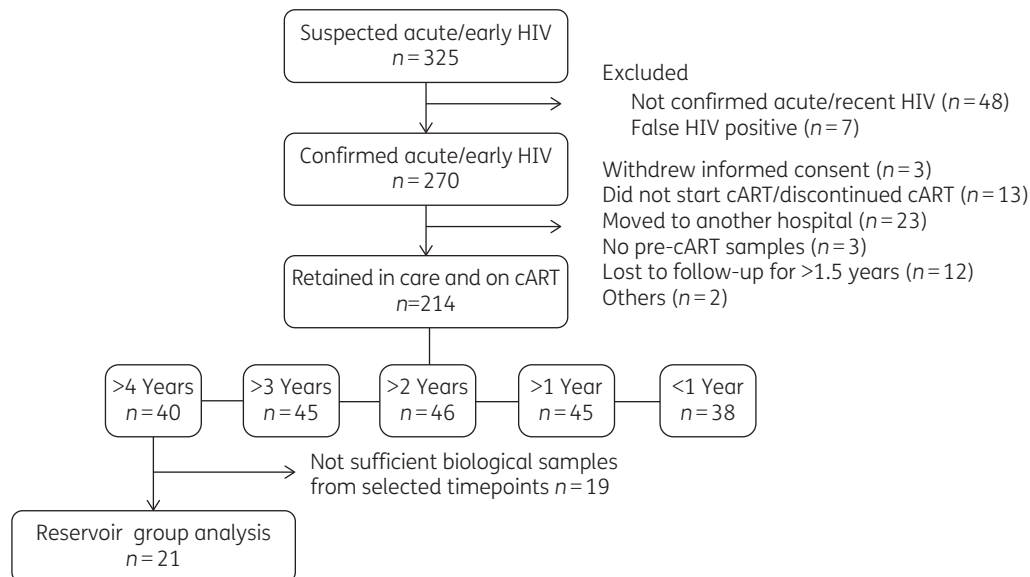 Suspected acute/early HIV
n = 325
Excluded
Not confirmed acute/recent HIV (n = 48)
False HIV positive (n = 7)
Confirmed acute/early HIV
n = 270
Withdrew informed consent (n = 3)
Did not start cART/discontinued cART (n = 13)
Moved to another hospital (n = 23)
No pre-cART samples (n = 3)
Lost to follow-up for >1.5 years (n = 12)
Others (n = 2)
Retained in care and on cART
n=214
>4 Years
n = 40
>3 Years
n = 45
>2 Years
n = 46
>1 Year
n = 45
<1 Year
n = 38
Not sufficient biological samples
from selected timepoints n = 19
Reservoir group analysis
n = 21